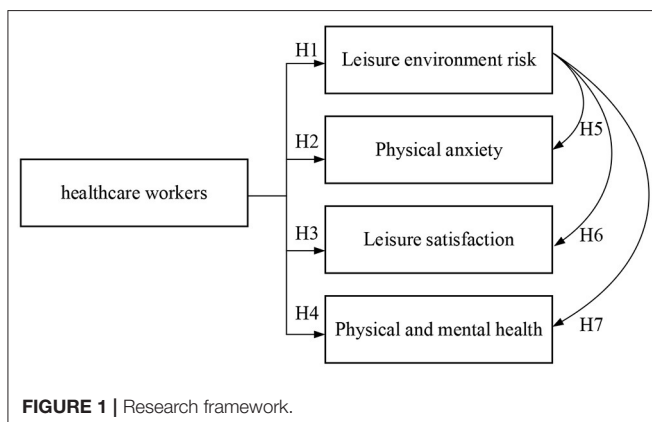 H1
Leisure environment risk
H2
Physical anxiety
H5
healthcare workers
H3
Leisure satisfaction
H6
H4
Physical and mental health
H7
FIGURE 1 | Research framework.